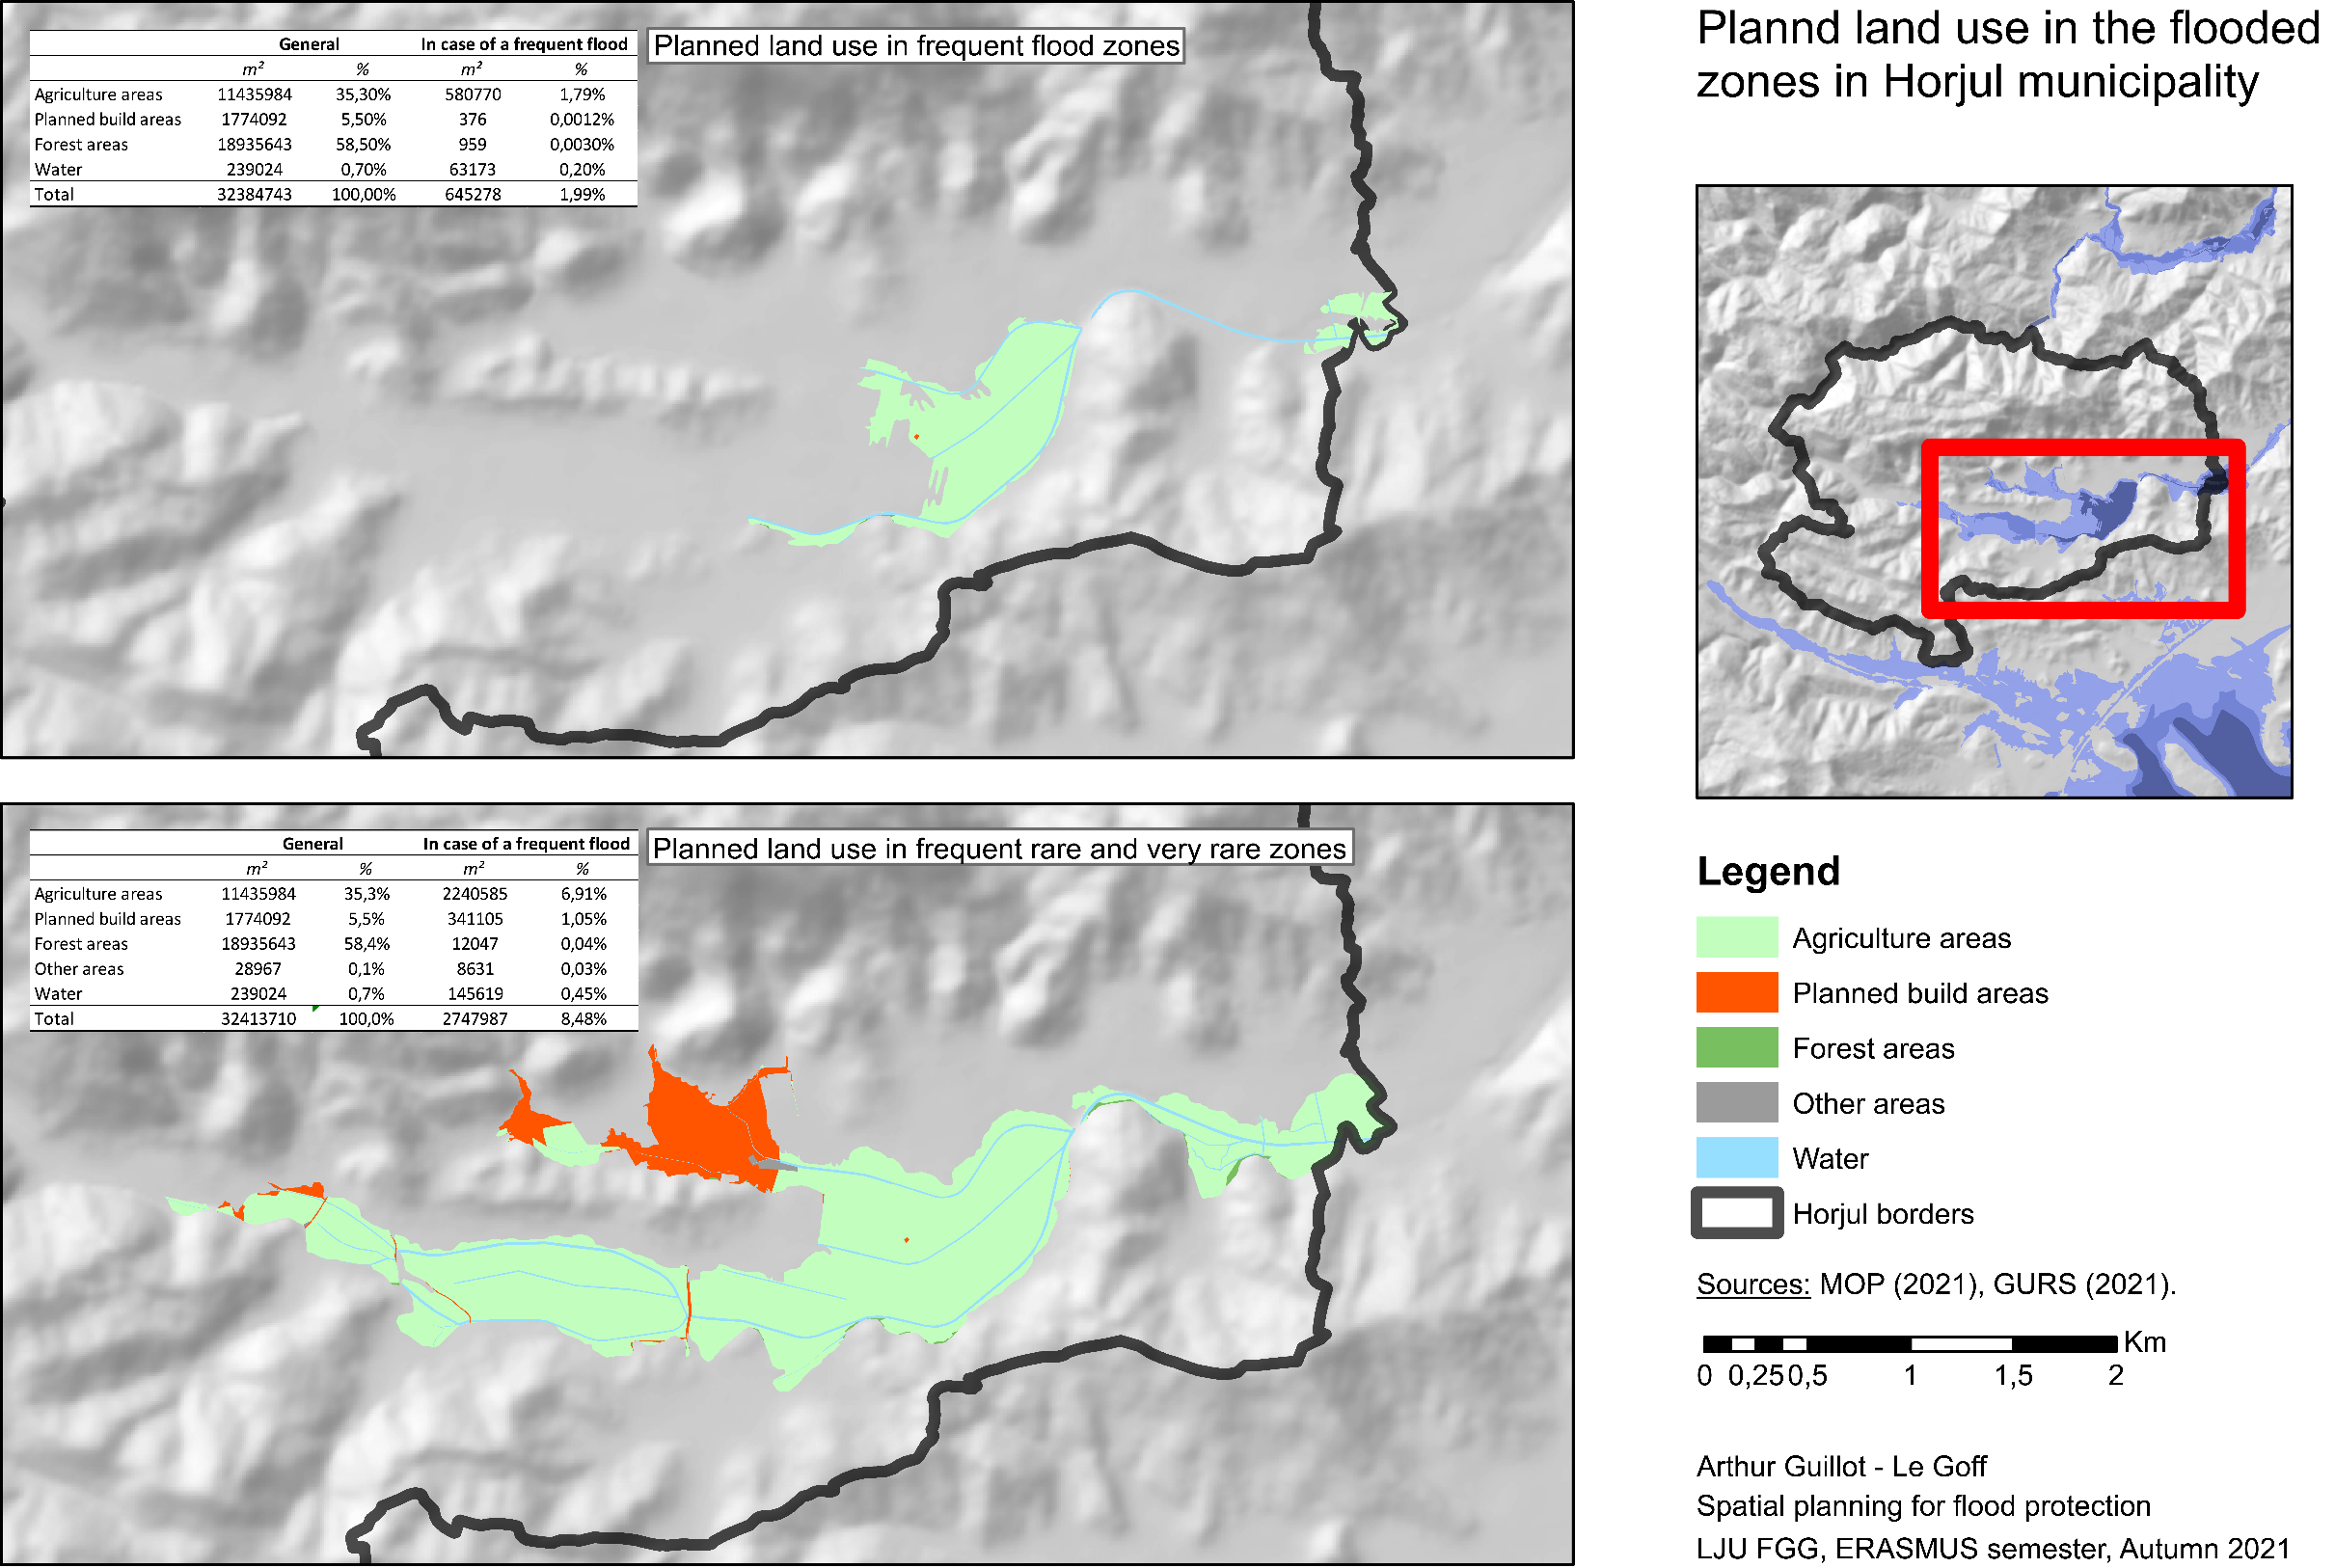 General In case of a frequent flood
m² % m² %
Agriculture areas 11435984 35,30% 580770 1,79%
Planned build areas 1774092 5,50% 376 0,0012%
Forest areas 18935643 58,50% 959 0,0030%
Water 239024 0,70% 63173 0,20%
Total 32384743 100,00% 645278 1,99%
Planned land use in frequent flood zones
Plannd land use in the flooded
zones in Horjul municipality
General In case of a frequent flood
m² % m² %
Agriculture areas 11435984 35,3% 2240585 6,91%
Planned build areas 1774092 5,5% 341105 1,05%
Forest areas 18935643 58,4% 12047 0,04%
Other areas 28967 0,1% 8631 0,03%
Water 239024 0,7% 145619 0,45%
Total 32413710 100,0% 2747987 8,48%
Planned land use in frequent rare and very rare zones
Legend
Agriculture areas
Planned build areas
Forest areas
Other areas
Water
Horjul borders
Sources: MOP (2021), GURS (2021).
Km
0 0,25 0,5 1 1,5 2
Arthur Guillot - Le Goff
Spatial planning for flood protection
LJU FGG, ERASMUS semester, Autumn 2021